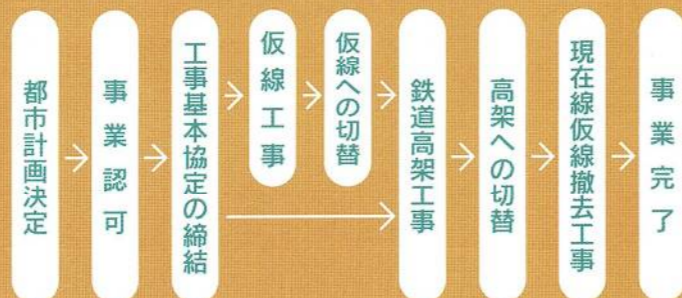 都市計画決定
事業認可
工事基本協定の締結
仮線工事
仮線への切替
鉄道高架工事
高架への切替
現在線仮線撤去工事
事業完了